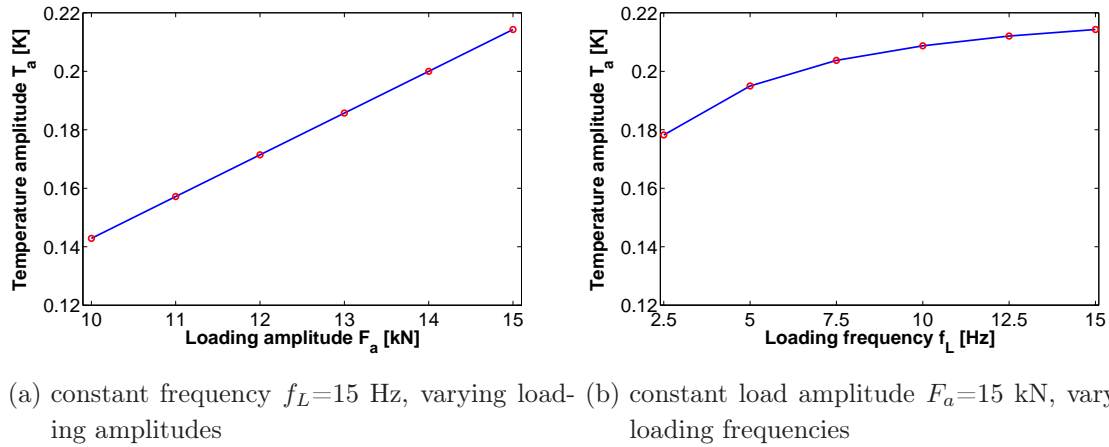 0.22
0.2
0.18
0.16
0.14
0.12
Temperature amplitude T_a [K]
10 11 12 13 14 15
Loading amplitude F_a [kN]
0.22
0.2
0.18
0.16
0.14
0.12
Temperature amplitude T_a [K]
2.5 5 7.5 10 12.5 15
Loading frequency f_L [Hz]
(a) constant frequency f_L=15 Hz, varying load-
ing amplitudes
(b) constant load amplitude F_a=15 kN, vary
loading frequencies